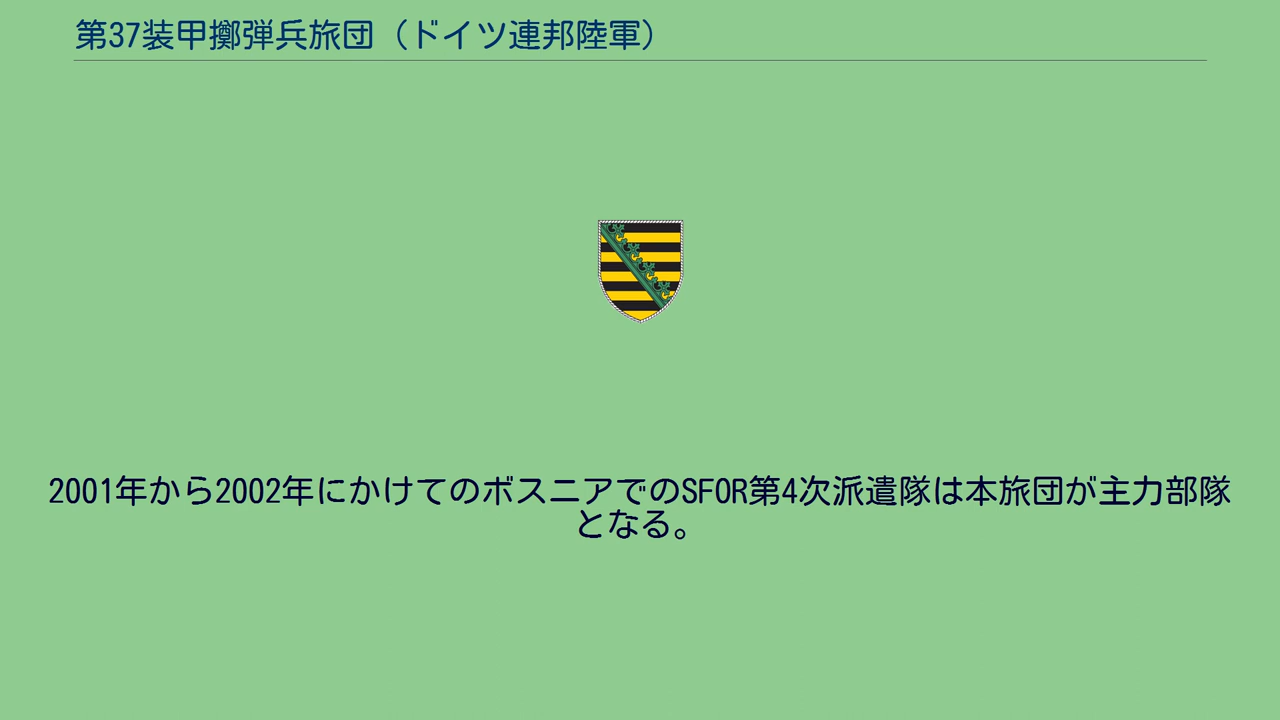 第37装甲擲弾兵旅団（ドイツ連邦陸軍）
2001年から2002年にかけてのボスニアでのSFOR第4次派遣隊は本旅団が主力部隊
となる。